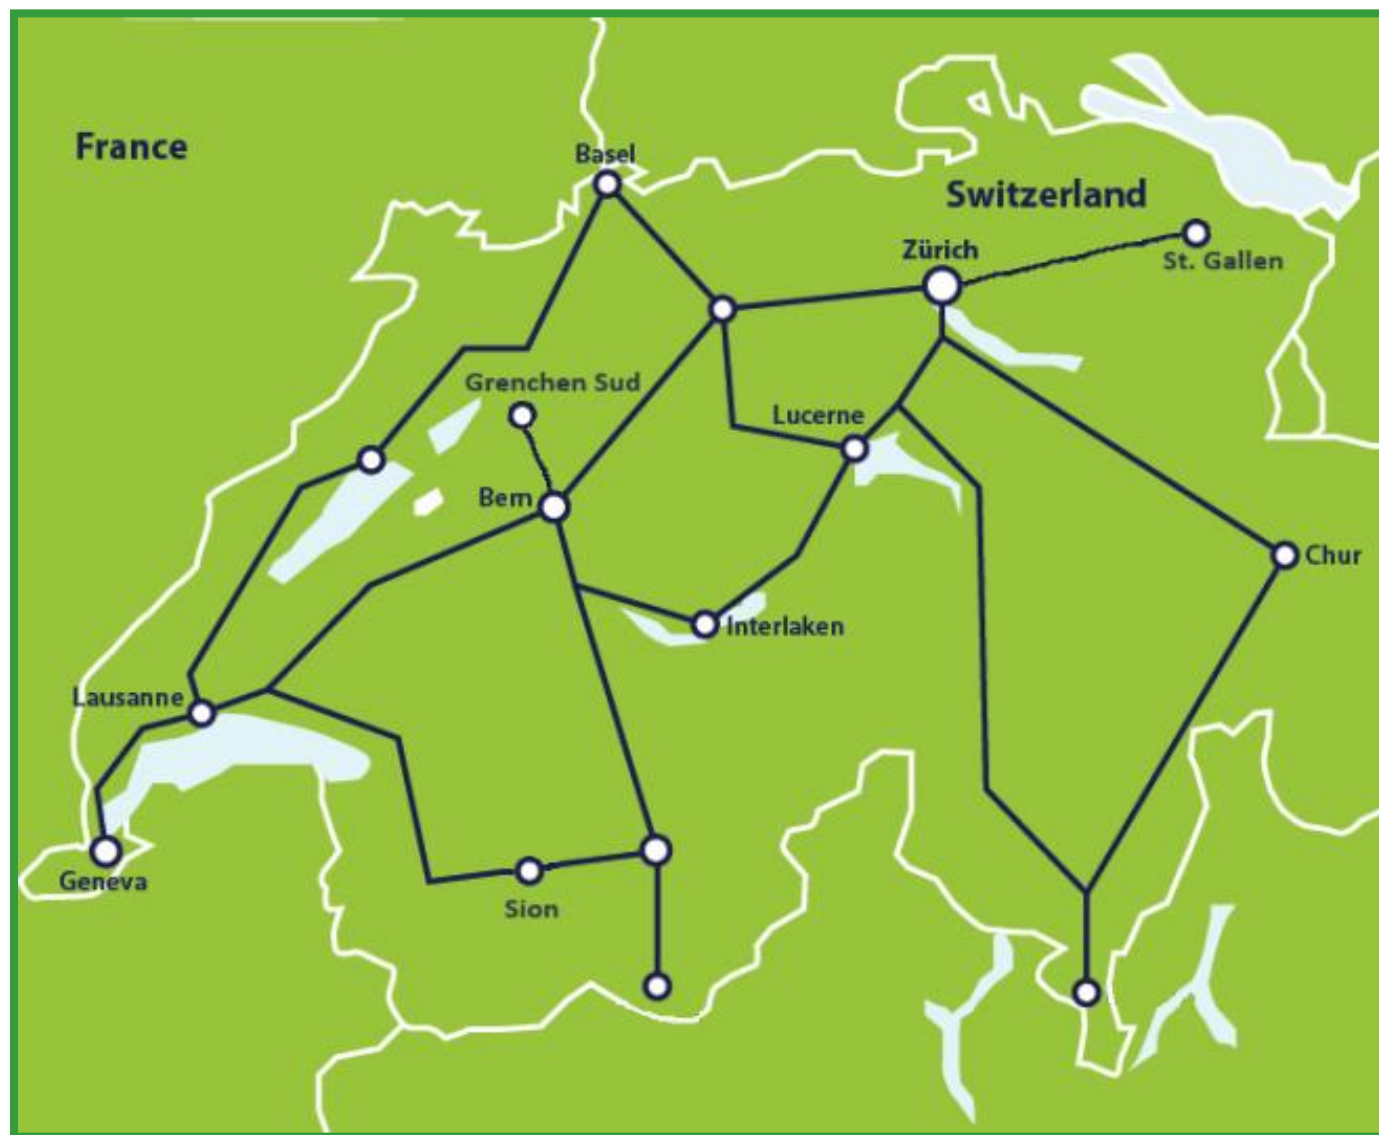 France
Basel
Switzerland
Zürich
St. Gallen
Grenchen Sud
Lucerne
Bern
Chur
Interlaken
Lausanne
Geneva
Sion